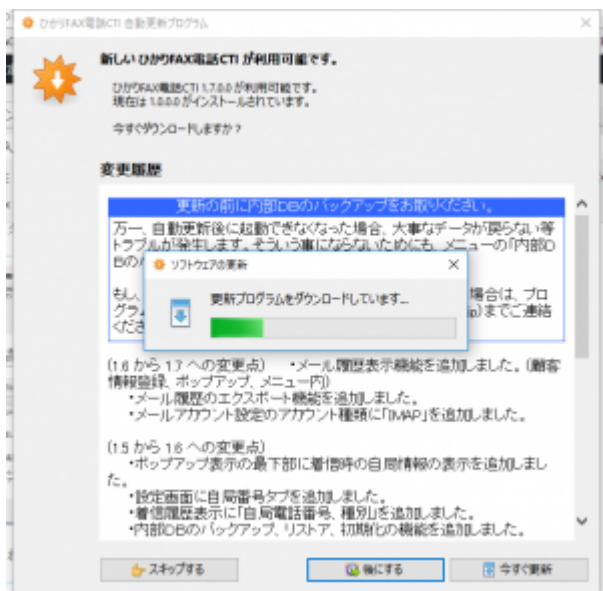 ひかりFAX電話CTI 自動更新プログラム
新しい ひかりFAX電話CTI が利用可能です。
ひかりFAX電話CTI 1.7.0.0 が利用可能です。
現在は 1.0.0.0 がインストールされています。
今すぐダウンロードしますか?
変更履歴
更新の前に内部DBのバックアップをお取りください。
万一、自動更新後に起動できなくなった場合、大事なデータが戻らない等
トラブルが発生します。そういう事にならないためにも、メニューの「内部D
Bの
ソフトウェアの更新
更新プログラムをダウンロードしています...
もし、
場合は、プロ
グラ
までご連絡
くださ
(1.6 から 1.7 への変更点) ・メール履歴表示機能を追加しました。(顧客
情報登録、ポップアップ、メニュー内)
・メール履歴のエクスポート機能を追加しました。
・メールアカウント設定のアカウント種類に「IMAP」を追加しました。
(1.5 から 1.6 への変更点)
・ポップアップ表示の最下部に着信時の自局情報の表示を追加しまし
た。
・設定画面に自局番号タブを追加しました。
・着信履歴表示に「自局電話番号、種別」を追加しました。
・内部DBのバックアップ、リストア、初期化の機能を追加しました。
スキップする
後にする
今すぐ更新